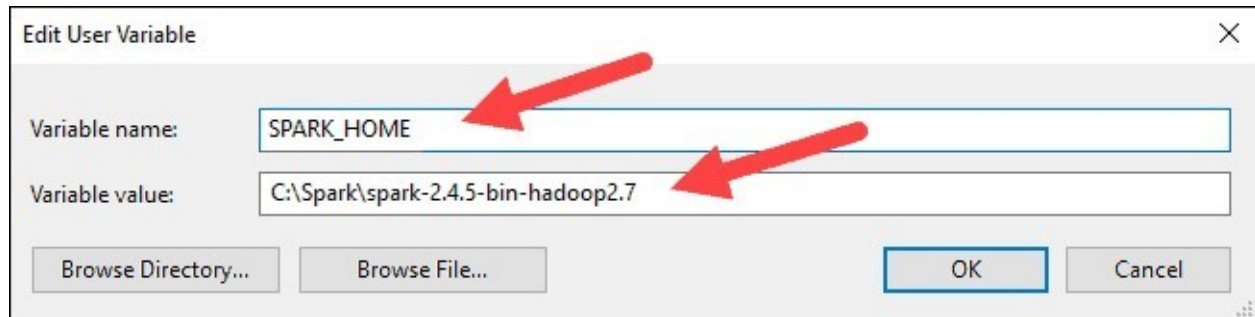 Edit User Variable
Variable name: SPARK_HOME
Variable value: C:\Spark\spark-2.4.5-bin-hadoop2.7
Browse Directory... Browse File... OK Cancel